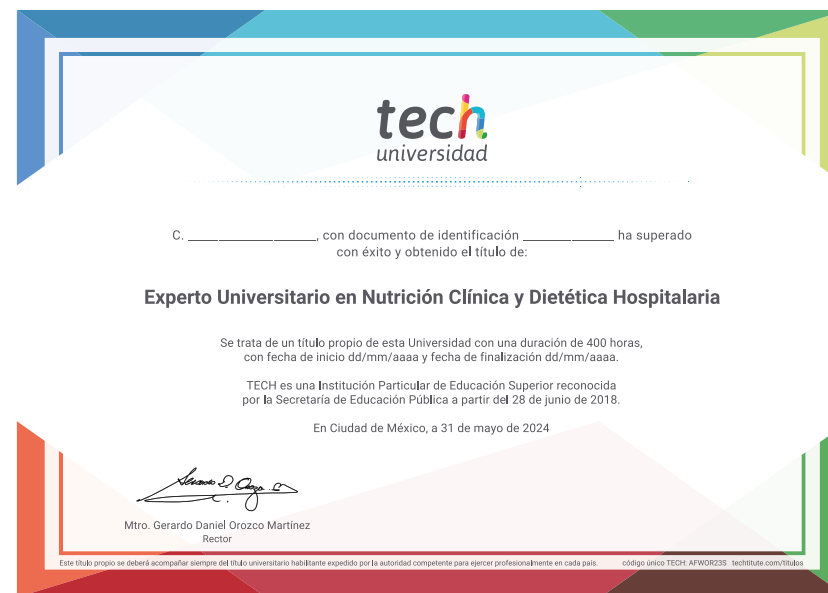 tech
universidad
C. ____________________, con documento de identificación ______________ ha superado
con éxito y obtenido el título de:
Experto Universitario en Nutrición Clínica y Dietética Hospitalaria
Se trata de un título propio de esta Universidad con una duración de 400 horas,
con fecha de inicio dd/mm/aaaa y fecha de finalización dd/mm/aaaa.
TECH es una Institución Particular de Educación Superior reconocida
por la Secretaría de Educación Pública a partir del 28 de junio de 2018.
En Ciudad de México, a 31 de mayo de 2024
Mtro. Gerardo Daniel Orozco Martínez
Rector
Este título propio se deberá acompañar siempre del título universitario habilitante expedido por la autoridad competente para ejercer profesionalmente en cada país. código único TECH: AFWOR23S techtitute.com/titulos